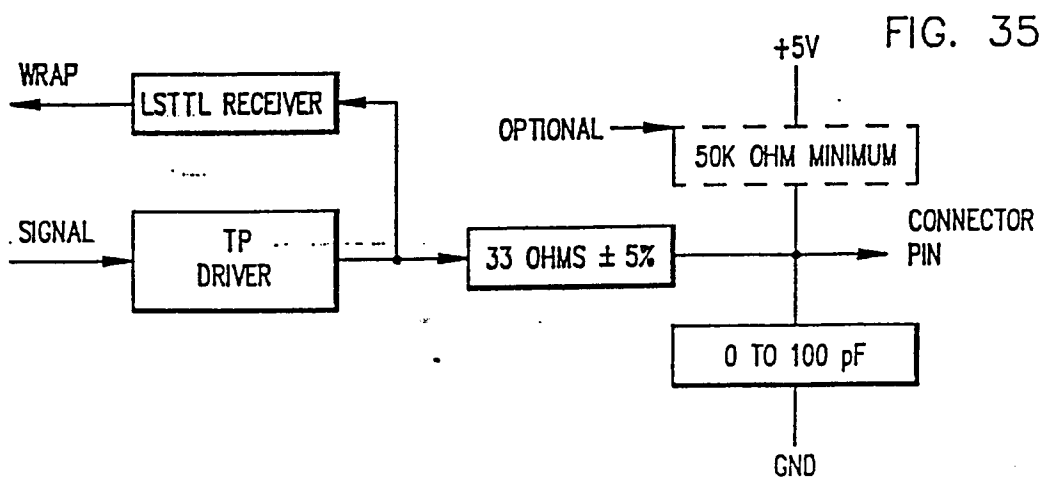 FIG. 35
+5V
WRAP
LSTTL RECEIVER
OPTIONAL
50K OHM MINIMUM
SIGNAL
TP
DRIVER
33 OHMS ± 5%
CONNECTOR
PIN
0 TO 100 pF
GND